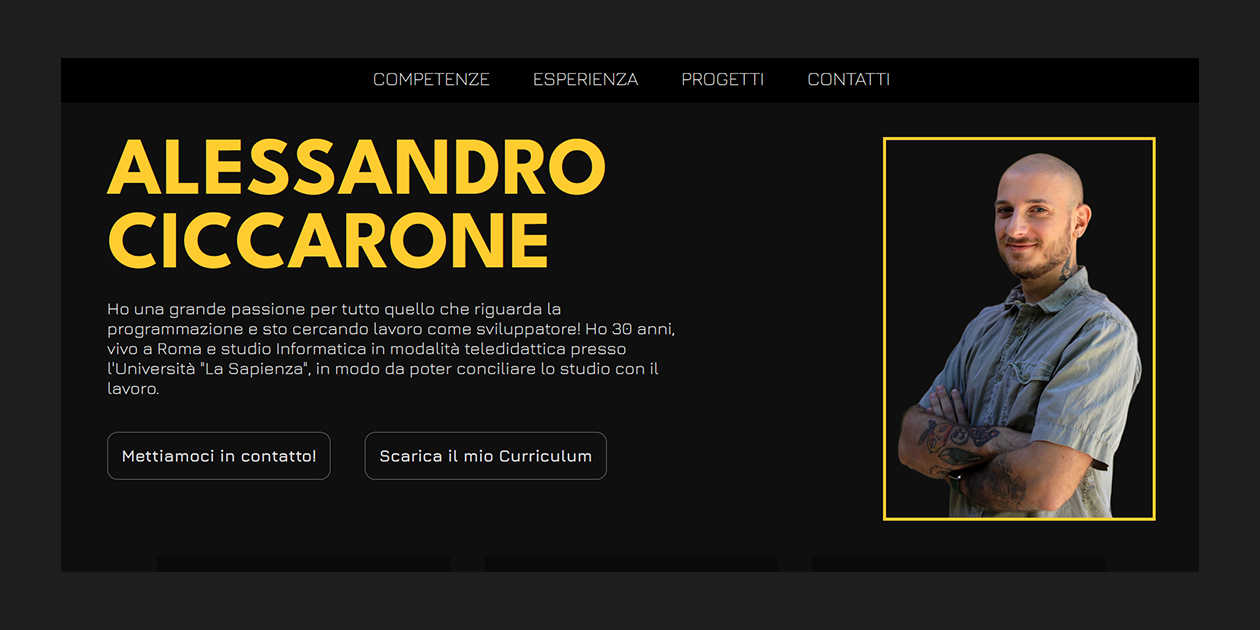 COMPETENZE ESPERIENZA PROGETTI CONTATTI
ALESSANDRO
CICCARONE
Ho una grande passione per tutto quello che riguarda la
programmazione e sto cercando lavoro come sviluppatore! Ho 30 anni,
vivo a Roma e studio Informatica in modalità teledidattica presso
l'Università "La Sapienza", in modo da poter conciliare lo studio con il
lavoro.
Mettiamoci in contatto! Scarica il mio Curriculum